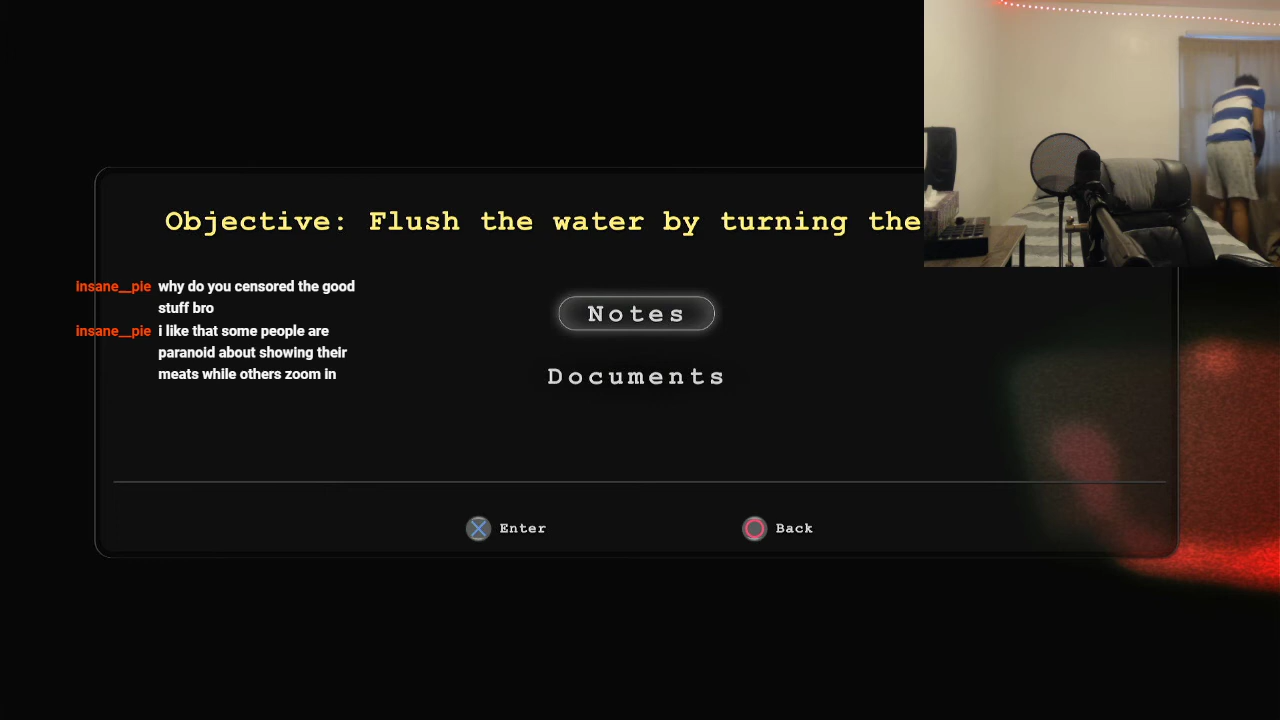 Objective: Flush the water by turning the
insane__pie why do you censored the good
stuff bro
insane__pie i like that some people are
paranoid about showing their
meats while others zoom in
Notes
Documents
Enter
Back